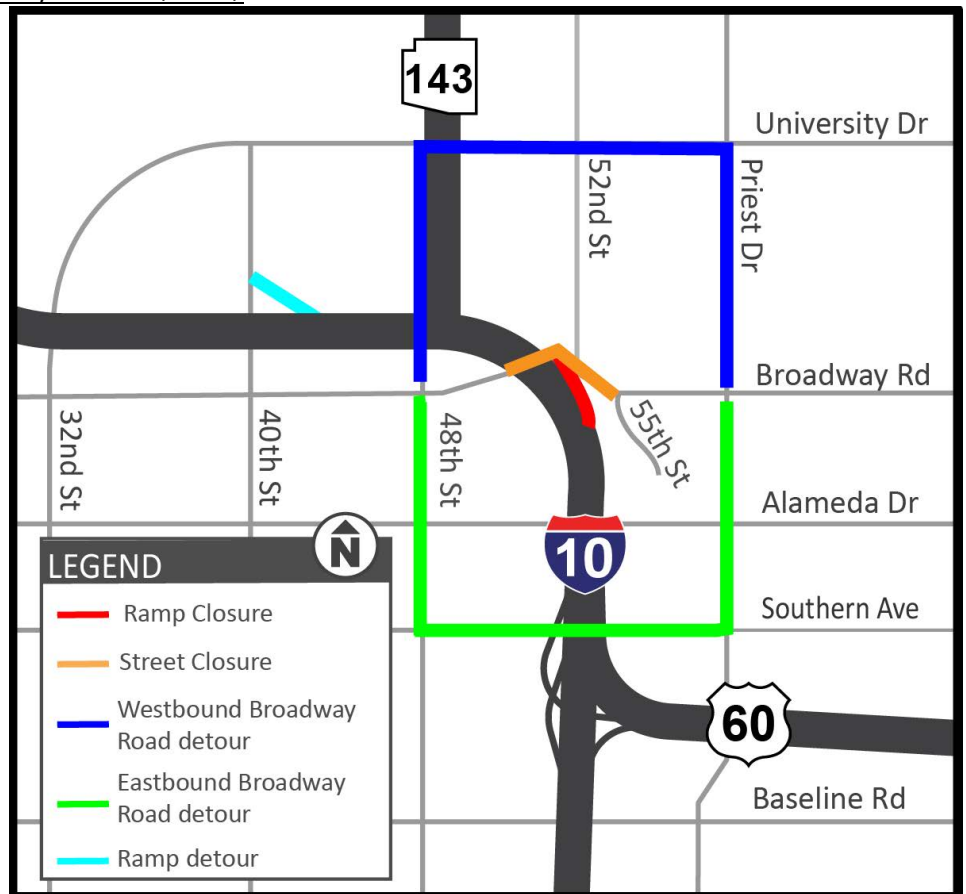 143
University Dr
52nd St
Priest Dr
Broadway Rd
32nd St
40th St
48th St
55th St
Alameda Dr
10
Southern Ave
60
Baseline Rd
N
LEGEND
Ramp Closure
Street Closure
Westbound Broadway
Road detour
Eastbound Broadway
Road detour
Ramp detour